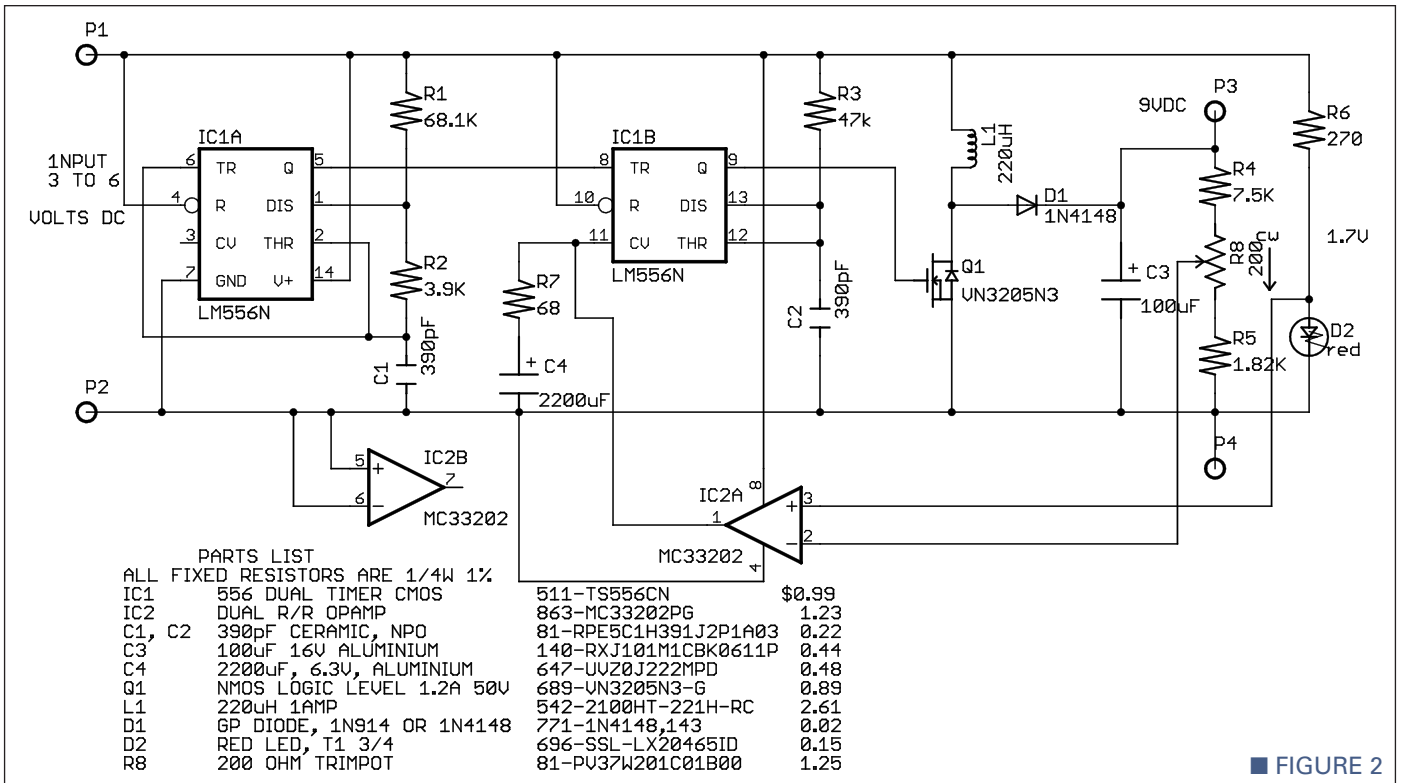 P1
R1
68.1K
R3
47k
P3
9VDC
R6
270
L1
220uH
IC1A
6 TR Q 5
4 R DIS 1
3 CV THR 2
7 GND V+ 14
LM556N
1NPUT
3 TO 6
VOLTS DC
IC1B
8 TR Q 9
10 R DIS 13
11 CV THR 12
LM556N
R4
7.5K
D1
1N4148
R8
1.7V
R2
3.9K
R7
68
Q1
VN3205N3
C3
+
100uF
C1
390pF
C2
390pF
+ C4
2200uF
R5
1.82K
D2
red
P2
P4
5 +
6 -
IC2B
7
MC33202
IC2A
8
1
+ 3
- 2
MC33202
4
PARTS LIST
ALL FIXED RESISTORS ARE 1/4W 1%
IC1 556 DUAL TIMER CMOS 511-TS556CN $0.99
IC2 DUAL R/R OPAMP 863-MC33202PG 1.23
C1, C2 390pF CERAMIC, NPO 81-RPE5C1H391J2P1A03 0.22
C3 100uF 16V ALUMINIUM 140-RXJ101M1CBK0611P 0.44
C4 2200uF, 6.3V, ALUMINIUM 647-UVZ0J222MPD 0.48
Q1 NMOS LOGIC LEVEL 1.2A 50V 689-VN3205N3-G 0.89
L1 220uH 1AMP 542-2100HT-221H-RC 2.61
D1 GP DIODE, 1N914 OR 1N4148 771-1N4148,143 0.02
D2 RED LED, T1 3/4 696-SSL-LX20465ID 0.15
R8 200 OHM TRIMPOT 81-PV37W201C01B00 1.25
■ FIGURE 2